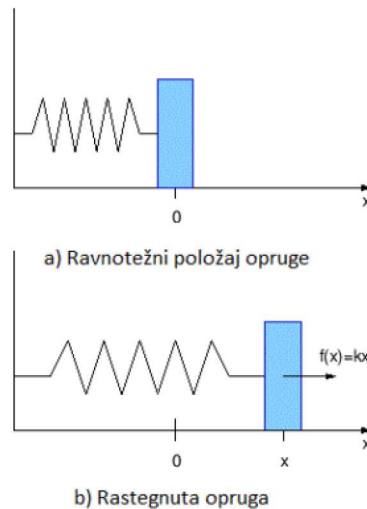 x
0
a) Ravnotežni položaj opruge
f(x)=kx
x
0
x
b) Rastegnuta opruga